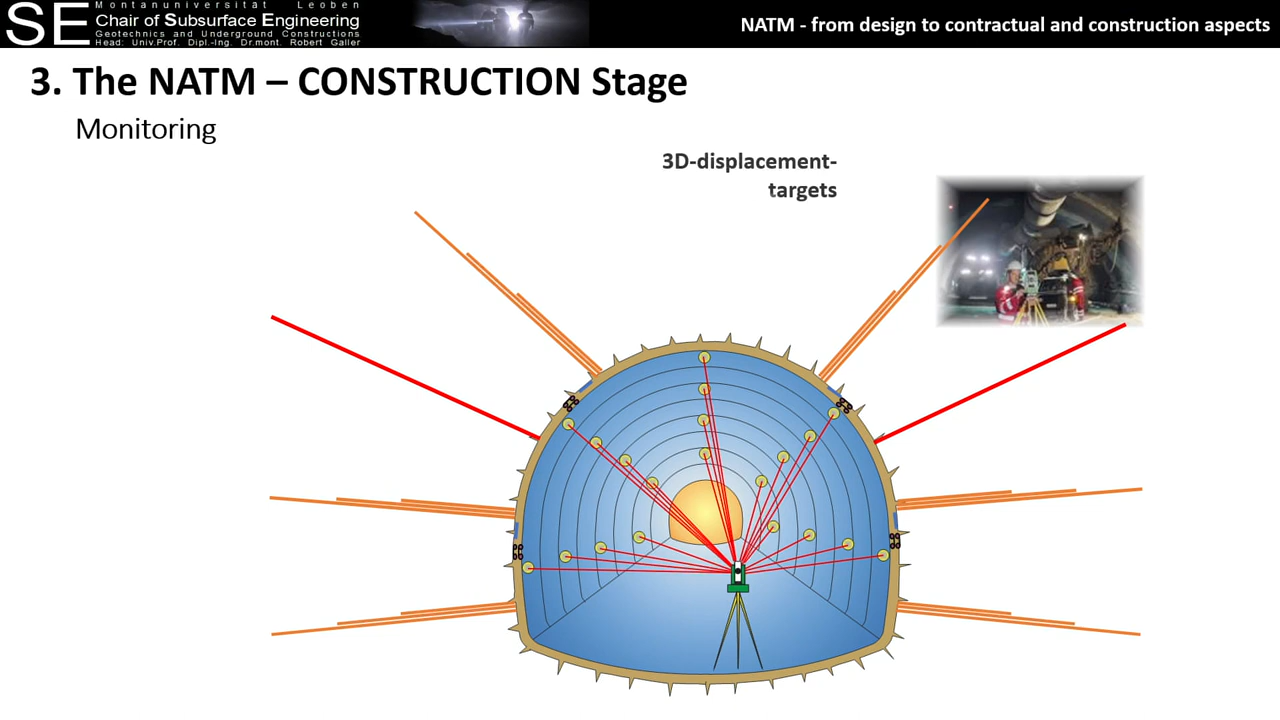 SE
Montanuniversität Leoben
Chair of Subsurface Engineering
Geotechnics and Underground Constructions
Head: Univ.Prof. Dipl.-Ing. Dr.mont. Robert Galler
NATM - from design to contractual and construction aspects
3. The NATM – CONSTRUCTION Stage
Monitoring
3D-displacement-
targets